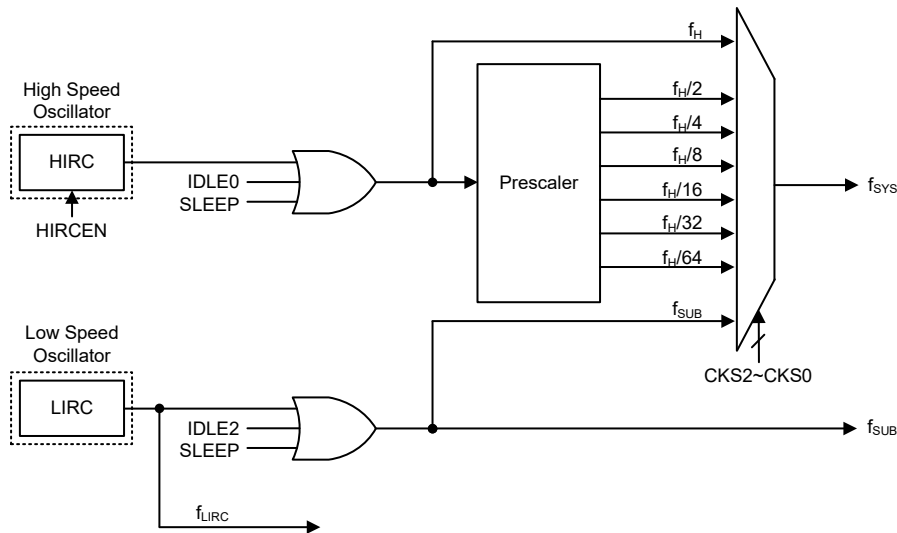 High Speed
Oscillator
HIRC
HIRCEN
IDLE0
SLEEP
Prescaler
fH
fH/2
fH/4
fH/8
fH/16
fH/32
fH/64
fSUB
fSYS
CKS2~CKS0
Low Speed
Oscillator
LIRC
IDLE2
SLEEP
fSUB
fLIRC